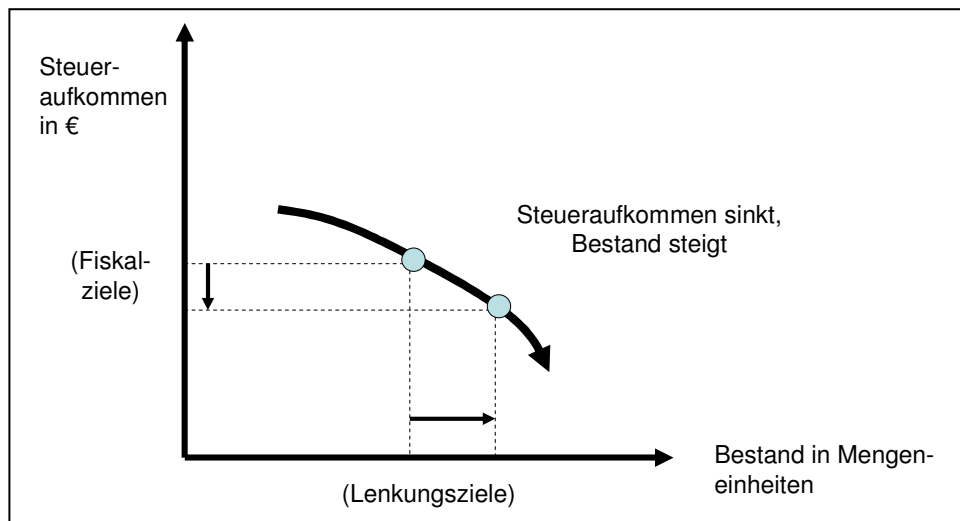 Steuer-
aufkommen
in €
Steueraufkommen sinkt,
Bestand steigt
(Fiskal-
ziele)
Bestand in Mengen-
einheiten
(Lenkungsziele)